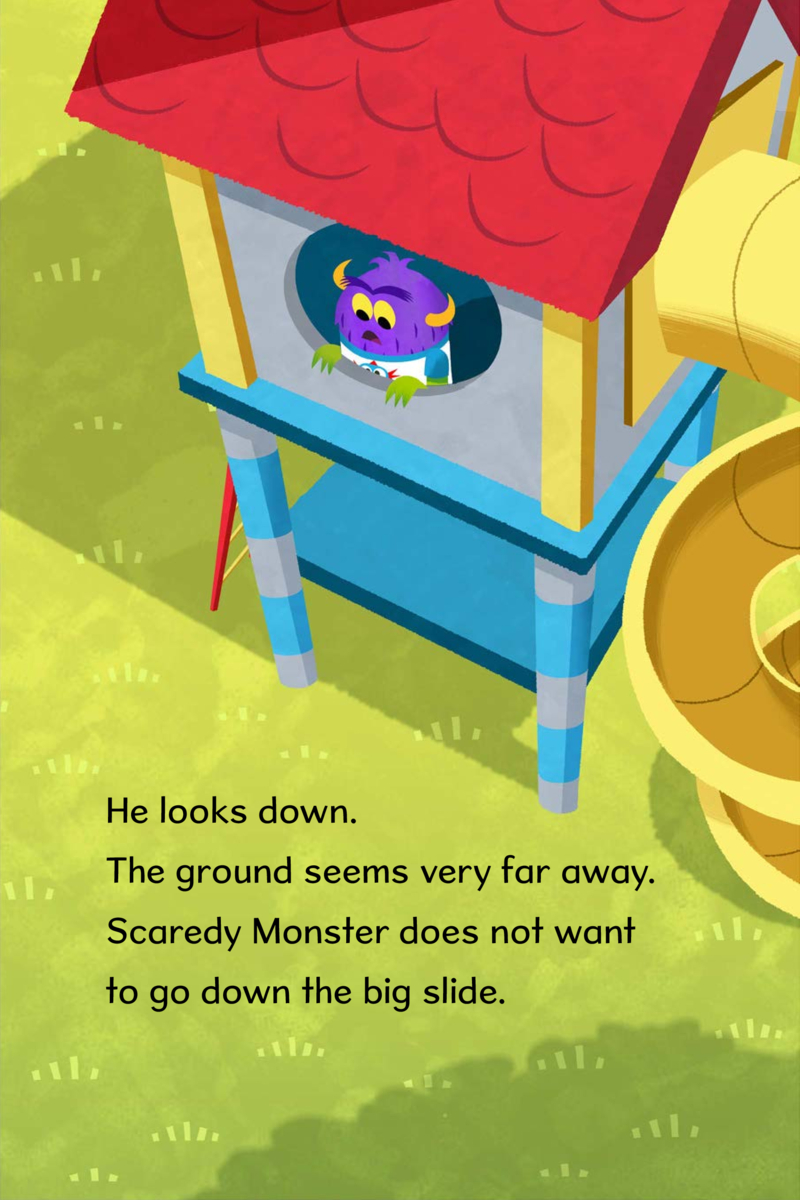 He looks down.
The ground seems very far away.
Scaredy Monster does not want
to go down the big slide.